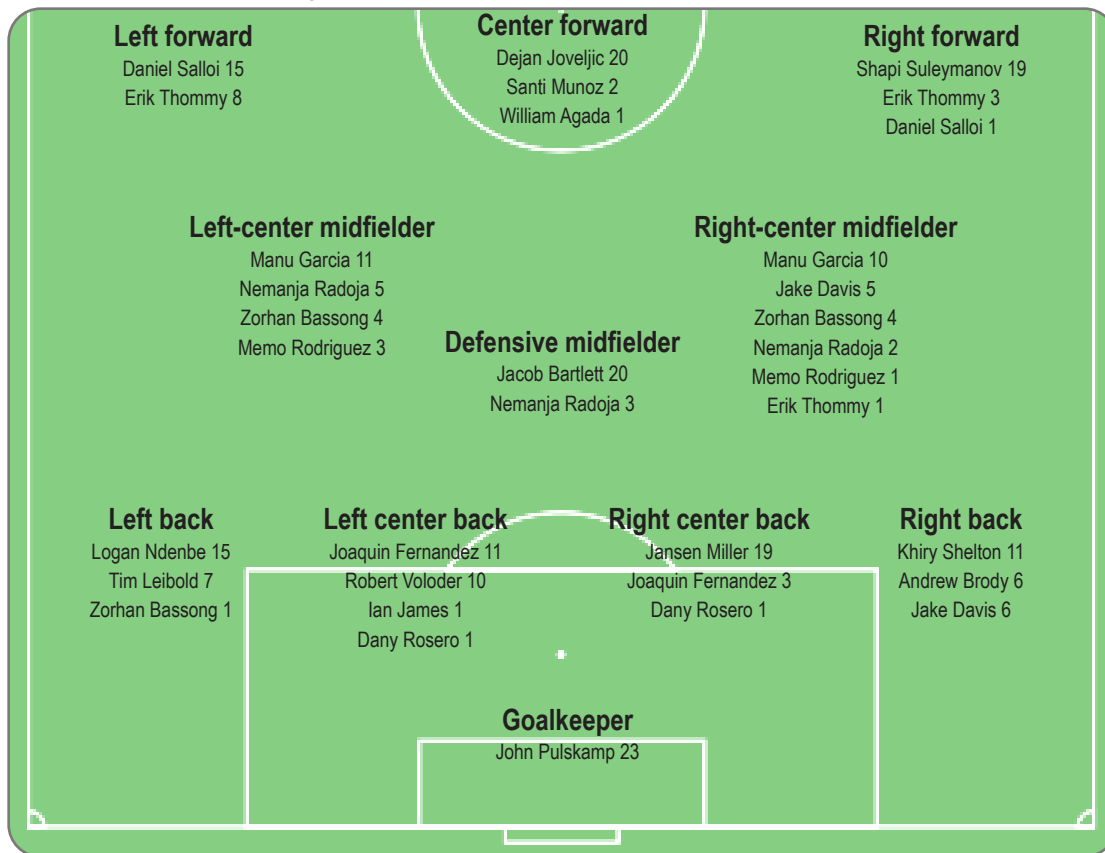 Left forward
Daniel Salloi 15
Erik Thommy 8
Center forward
Dejan Joveljic 20
Santi Munoz 2
William Agada 1
Right forward
Shapi Suleymanov 19
Erik Thommy 3
Daniel Salloi 1
Left-center midfielder
Manu Garcia 11
Nemanja Radoja 5
Zorhan Bassong 4
Memo Rodriguez 3
Defensive midfielder
Jacob Bartlett 20
Nemanja Radoja 3
Right-center midfielder
Manu Garcia 10
Jake Davis 5
Zorhan Bassong 4
Nemanja Radoja 2
Memo Rodriguez 1
Erik Thommy 1
Left back
Logan Ndenbe 15
Tim Leibold 7
Zorhan Bassong 1
Left center back
Joaquin Fernandez 11
Robert Voloder 10
Ian James 1
Dany Rosero 1
Right center back
Jansen Miller 19
Joaquin Fernandez 3
Dany Rosero 1
Right back
Khiry Shelton 11
Andrew Brody 6
Jake Davis 6
Goalkeeper
John Pulskamp 23